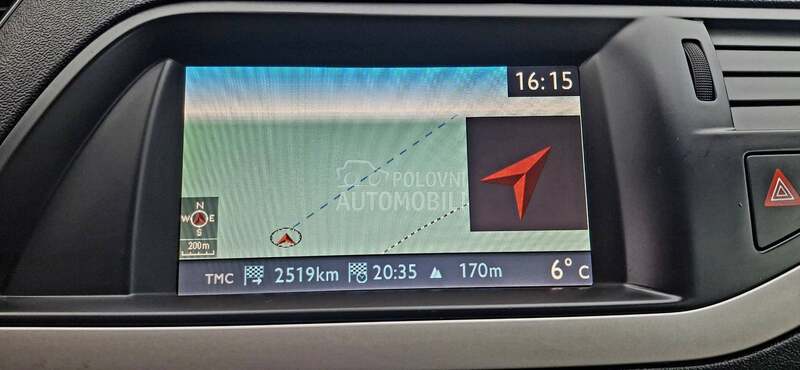 16:15
POLOVNI
AUTOMOBILI
N
W E
S
200m
TMC 2519km 20:35 170m 6° C